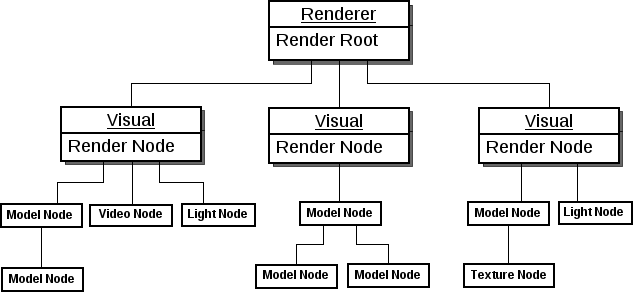 Renderer
Render Root
Visual
Render Node
Visual
Render Node
Visual
Render Node
Model Node
Video Node
Light Node
Model Node
Model Node
Light Node
Model Node
Model Node
Model Node
Texture Node